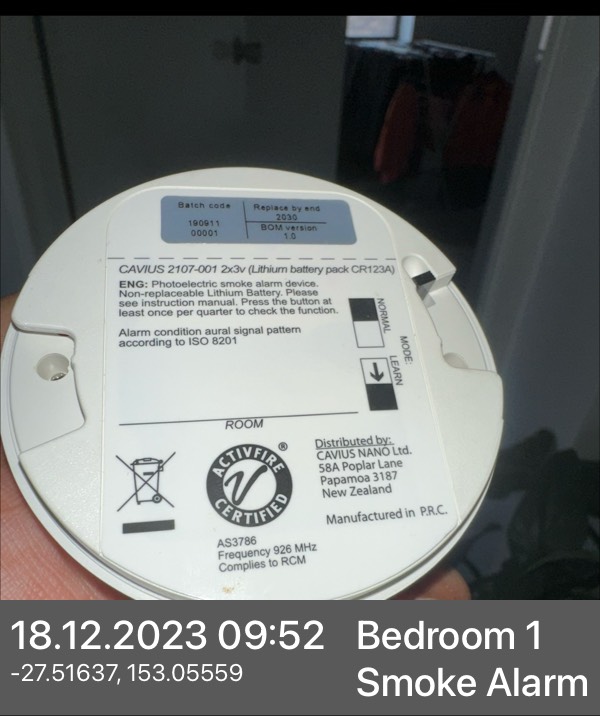 Batch code
190911
00001
Replace by end
2030
BOM version
1.0
CAVIUS 2107-001 2x3v (Lithium battery pack CR123A)
ENG: Photoelectric smoke alarm device.
Non-replaceable Lithium Battery. Please
see instruction manual. Press the button at
least once per quarter to check the function.
Alarm condition aural signal pattern
according to ISO 8201
NORMAL
MODE:
LEARN
ROOM
ACTIVFIRE
®
CERTIFIED
Distributed by:
CAVIUS NANO Ltd.
58A Poplar Lane
Papamoa 3187
New Zealand
Manufactured in P.R.C.
AS3786
Frequency 926 MHz
Complies to RCM
18.12.2023 09:52
-27.51637, 153.05559
Bedroom 1
Smoke Alarm